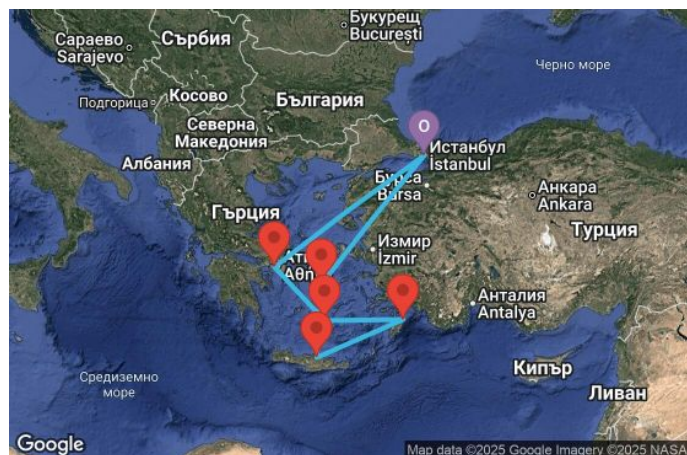 Букурещ
București
Сараево
Sarajevo
Сърбия
Черно море
Подгорица
Косово
България
Северна
Македония
O
Истанбул
İstanbul
Албания
Бурса
Bursa
Анкара
Ankara
Гърция
Турция
Измир
İzmir
Αθή
Анталия
Antalya
Кипър
Средиземно
море
Ливан
Google
Map data ©2025 Google Imagery ©2025 NASA